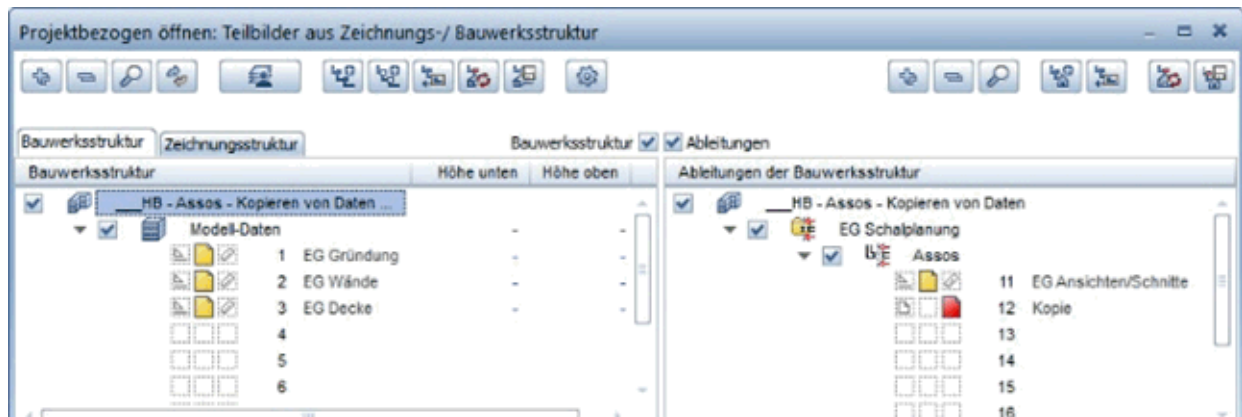 Projektbezogen öffnen: Teilbilder aus Zeichnungs-/ Bauwerksstruktur
Bauwerksstruktur Zeichnungsstruktur Bauwerksstruktur Ableitungen
Bauwerksstruktur Höhe unten Höhe oben
___HB - Assos - Kopieren von Daten ...
Modell-Daten - -
1 EG Gründung - -
2 EG Wände - -
3 EG Decke - -
4
5
6
Ableitungen der Bauwerksstruktur
___HB - Assos - Kopieren von Daten
EG Schalplanung
Assos
11 EG Ansichten/Schnitte
12 Kopie
13
14
15
16